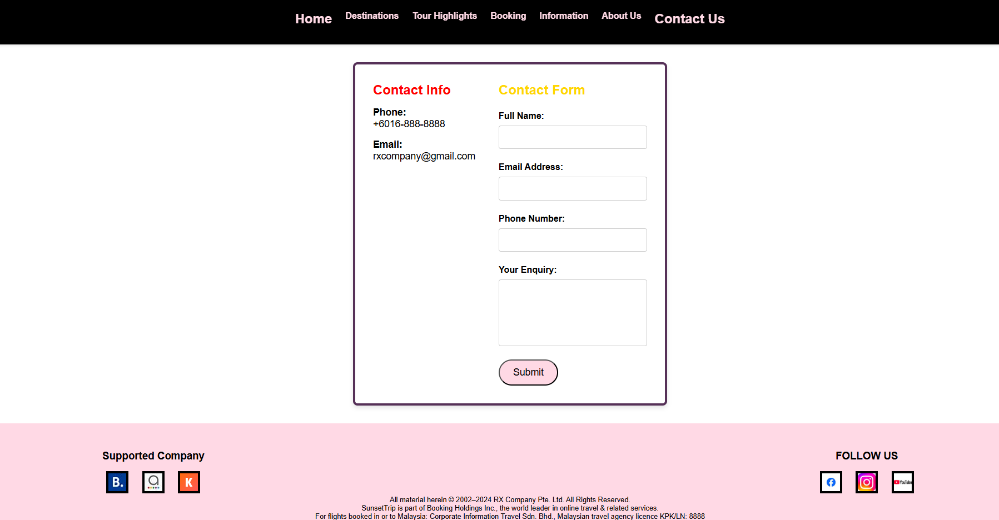 Home Destinations Tour Highlights Booking Information About Us Contact Us
Contact Info
Phone:
+6016-888-8888
Email:
rxcompany@gmail.com
Contact Form
Full Name:
Email Address:
Phone Number:
Your Enquiry:
Submit
Supported Company
B. a K
FOLLOW US
YouTube
All material herein © 2002–2024 RX Company Pte. Ltd. All Rights Reserved.
SunsetTrip is part of Booking Holdings Inc., the world leader in online travel & related services.
For flights booked in or to Malaysia: Corporate Information Travel Sdn. Bhd., Malaysian travel agency licence KPK/LN: 8888